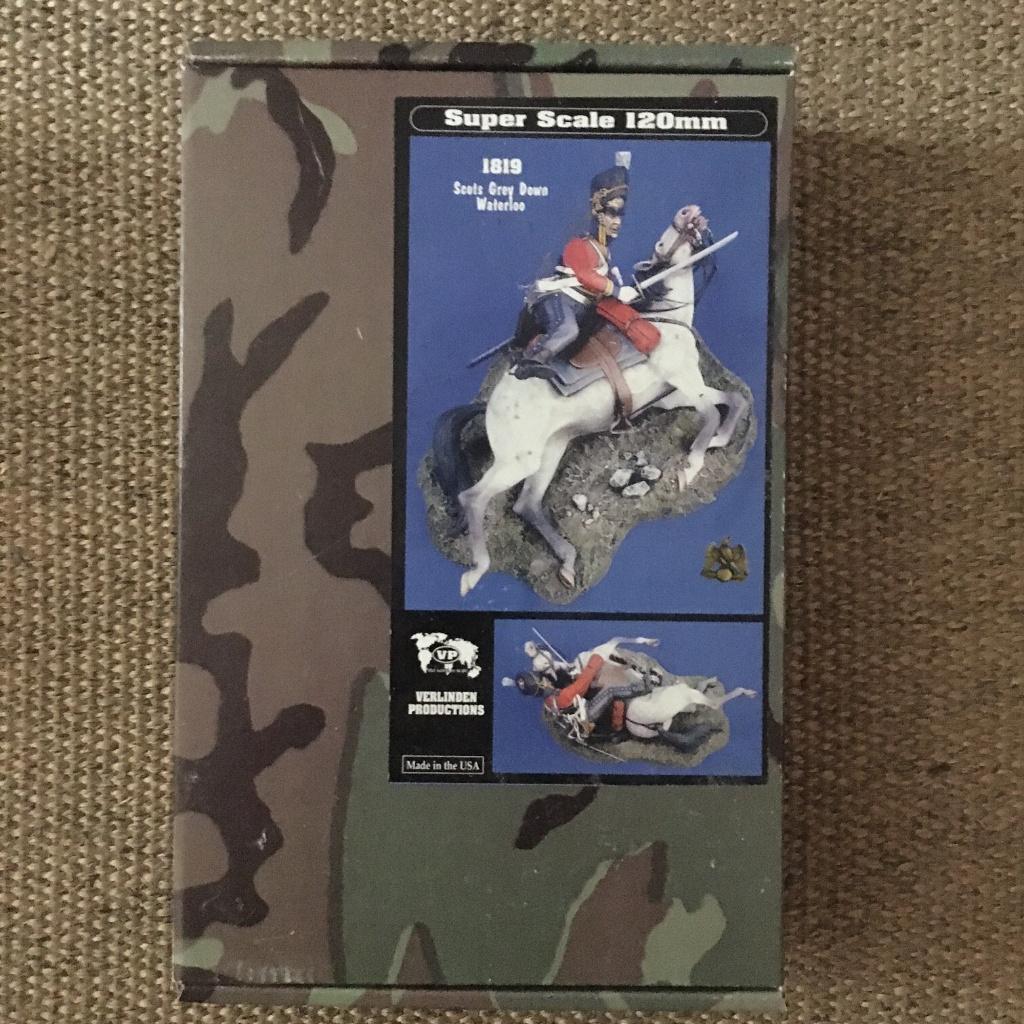 Super Scale 120mm
1819
Scots Grey Down
Waterloo
VP
VERLINDEN
PRODUCTIONS
Made in the USA